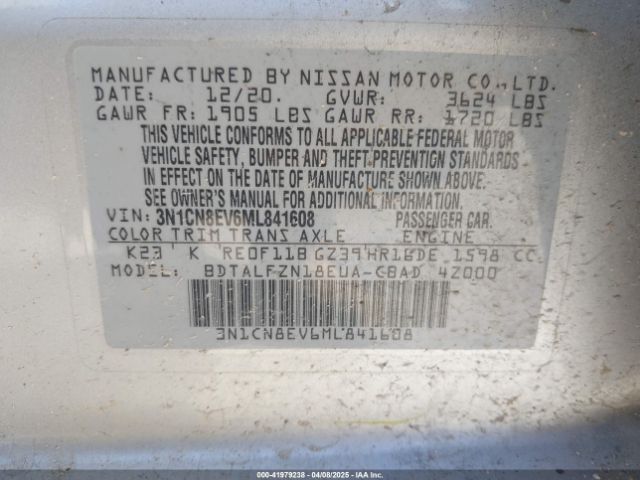 MANUFACTURED BY NISSAN MOTOR CO., LTD.
DATE: 12/20. GVWR: 3624 LBS
GAWR FR: 1905 LBS GAWR RR: 1720 LBS
THIS VEHICLE CONFORMS TO ALL APPLICABLE FEDERAL MOTOR
VEHICLE SAFETY, BUMPER AND THEFT PREVENTION STANDARDS
IN EFFECT ON THE DATE OF MANUFACTURE SHOWN ABOVE.
SEE OWNER'S MANUAL FOR ADDITIONAL INFORMATION.
VIN: 3N1CN8EV6ML841608 PASSENGER CAR.
COLOR TRIM TRANS AXLE ENGINE
K23 K RE0F11B GZ39 HR16DE 1598 CC
MODEL: BDTALFZN18EUA-CBAD 4Z000
3N1CN8EV6ML841608
000-41979238 - 04/08/2025 - IAAI.COM